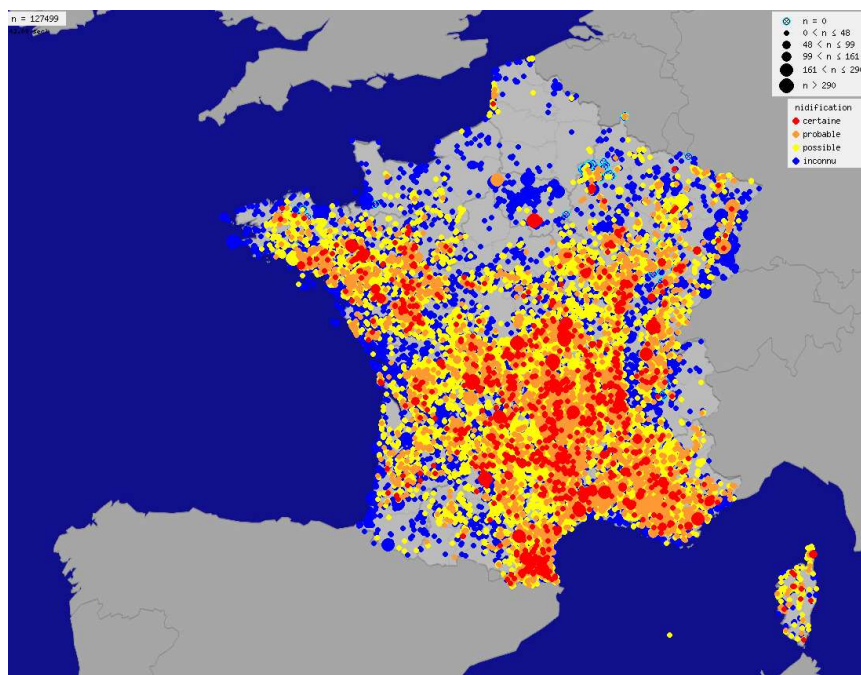 n = 127499
n = 0
0 < n ≤ 48
48 < n ≤ 99
99 < n ≤ 161
161 < n ≤ 290
n > 290
nidification
certaine
probable
possible
inconnu